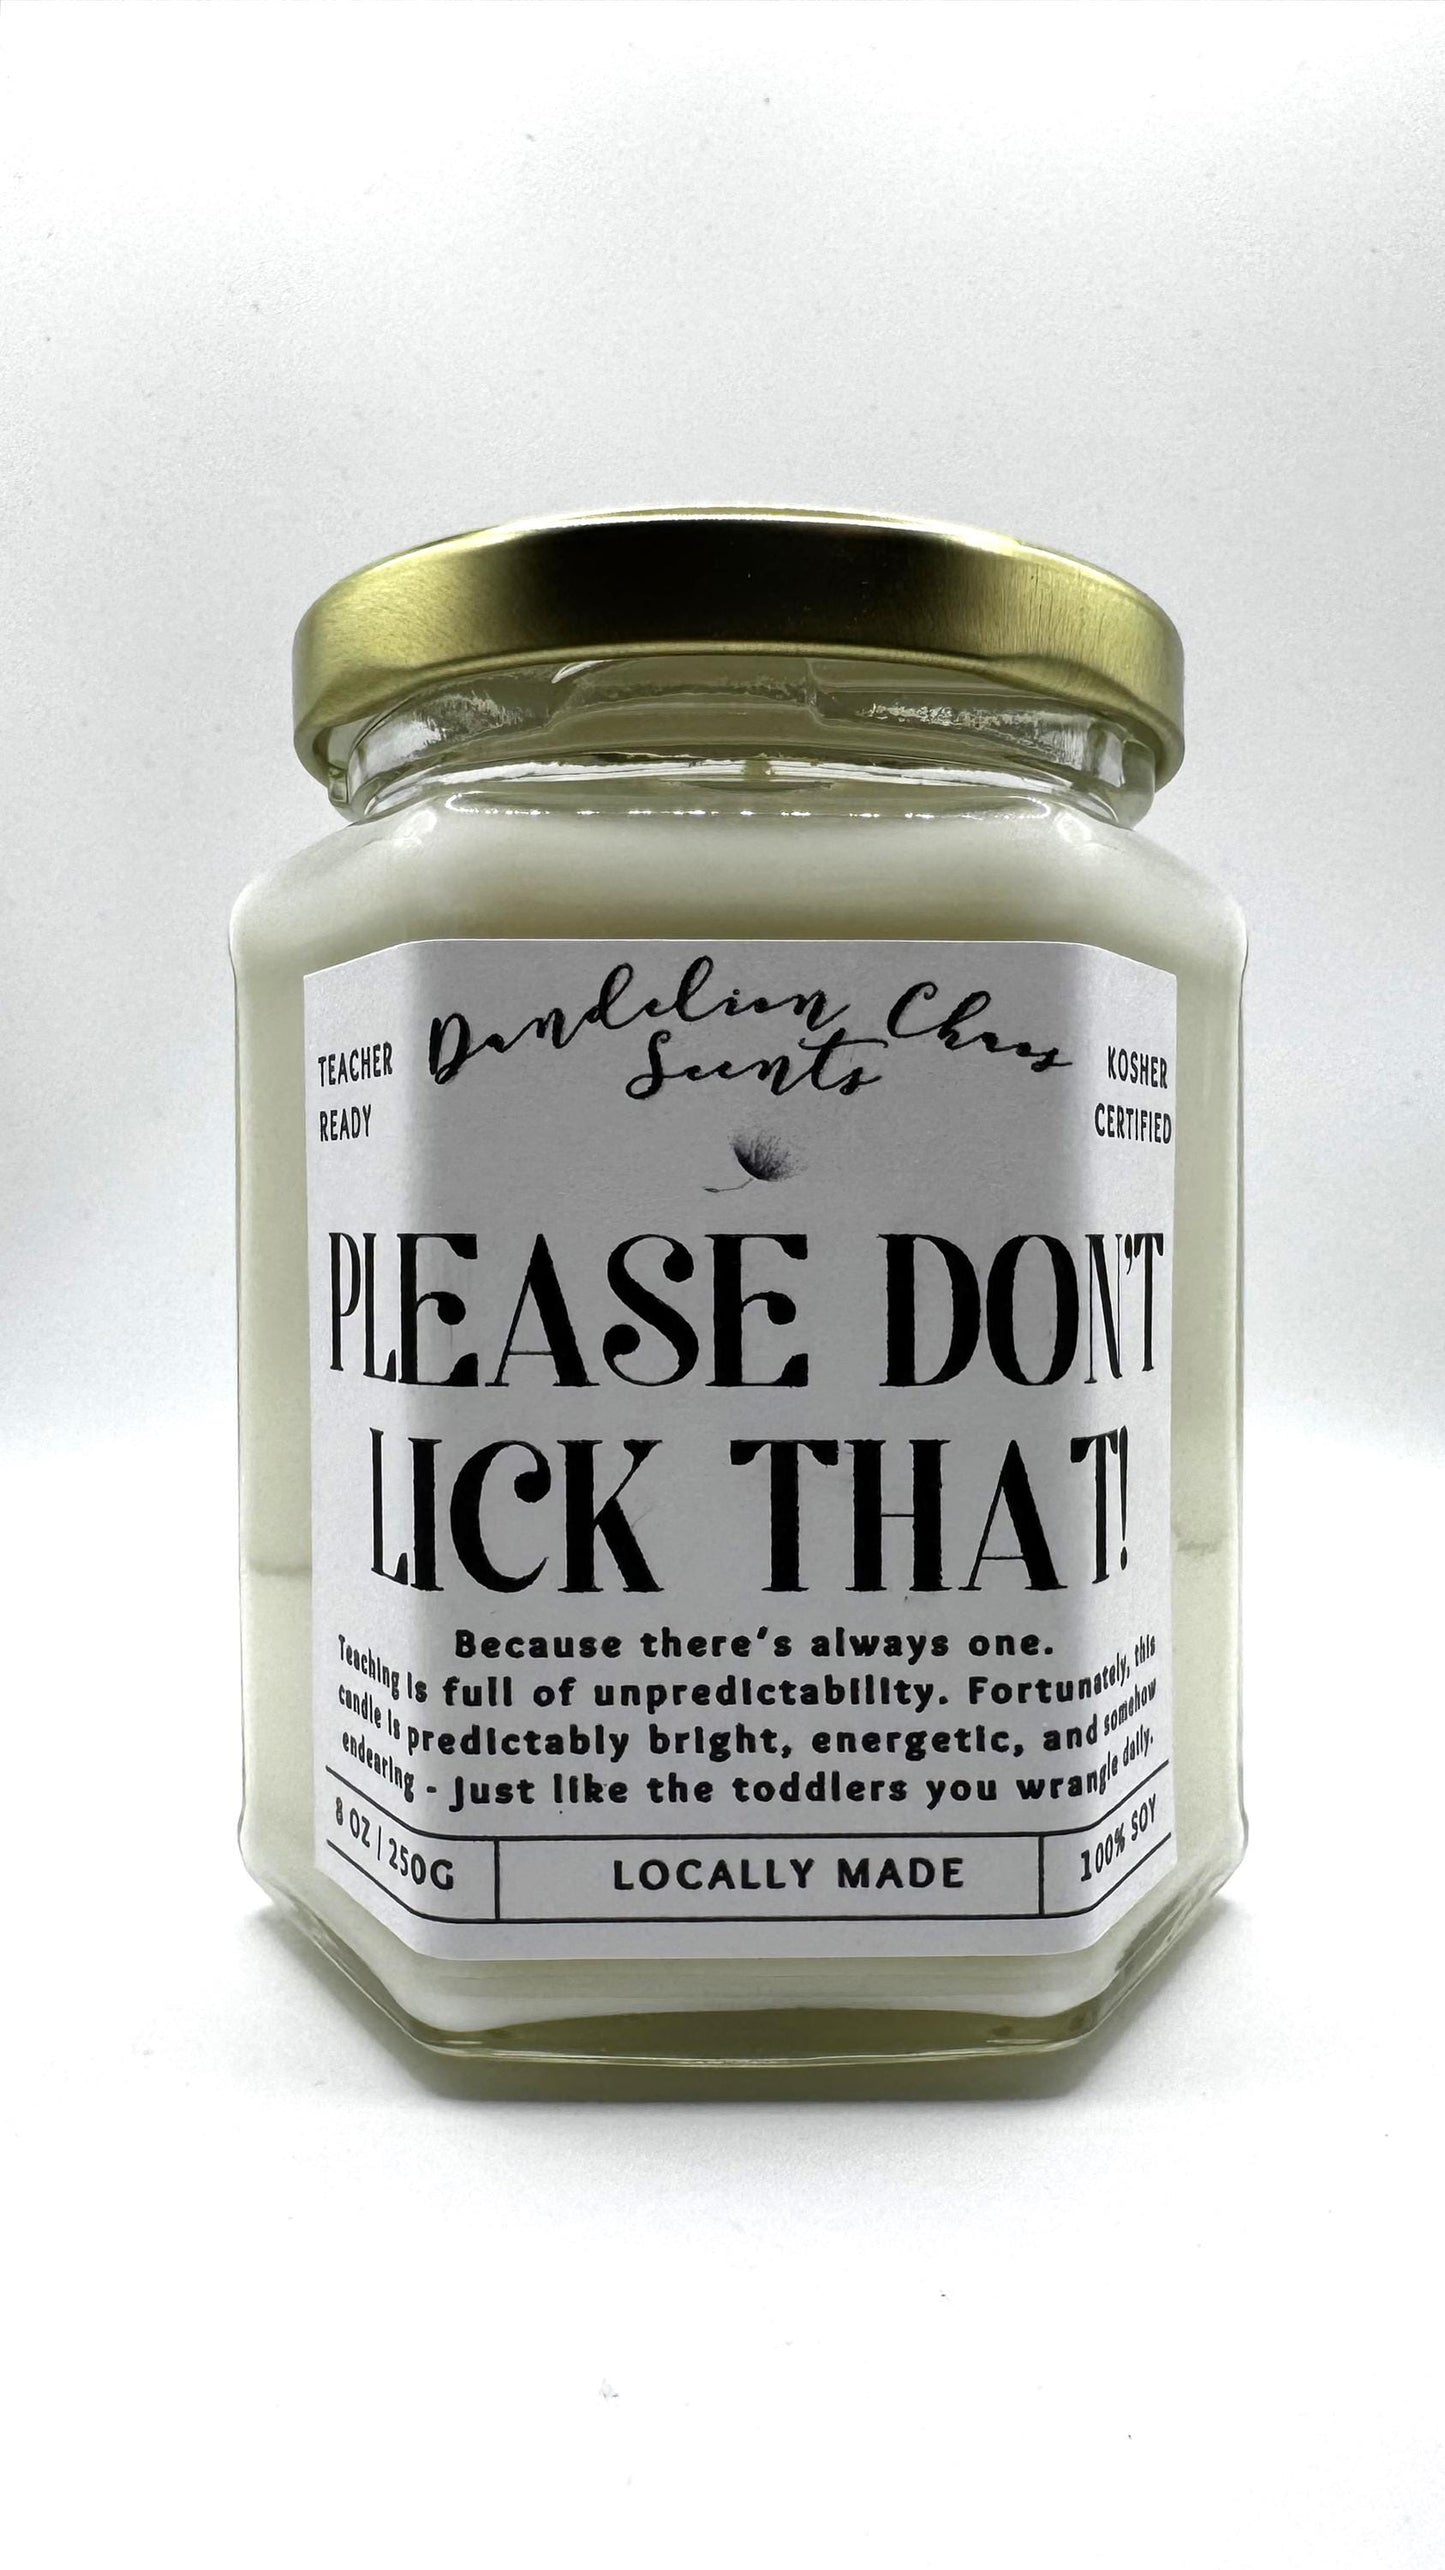 Dandelion Chaos
Scents
TEACHER
READY
KOSHER
CERTIFIED
PLEASE DON'T
LICK THAT!
Because there's always one.
Teaching is full of unpredictability. Fortunately, this
candle is predictably bright, energetic, and somehow
endearing - just like the toddlers you wrangle daily.
8 OZ | 250G
LOCALLY MADE
100% SOY